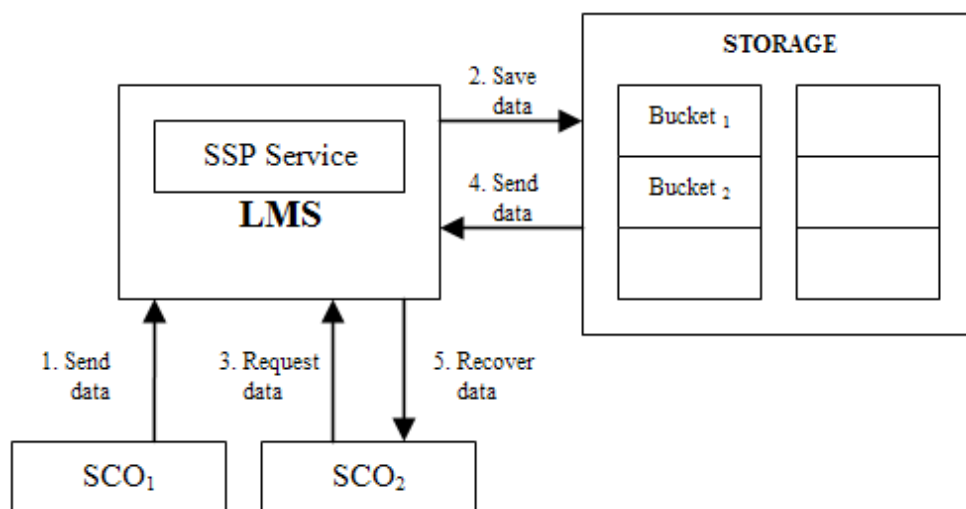 STORAGE
2. Save
data
Bucket 1
SSP Service
LMS
4. Send
data
Bucket 2
1. Send
data
3. Request
data
5. Recover
data
SCO1
SCO2